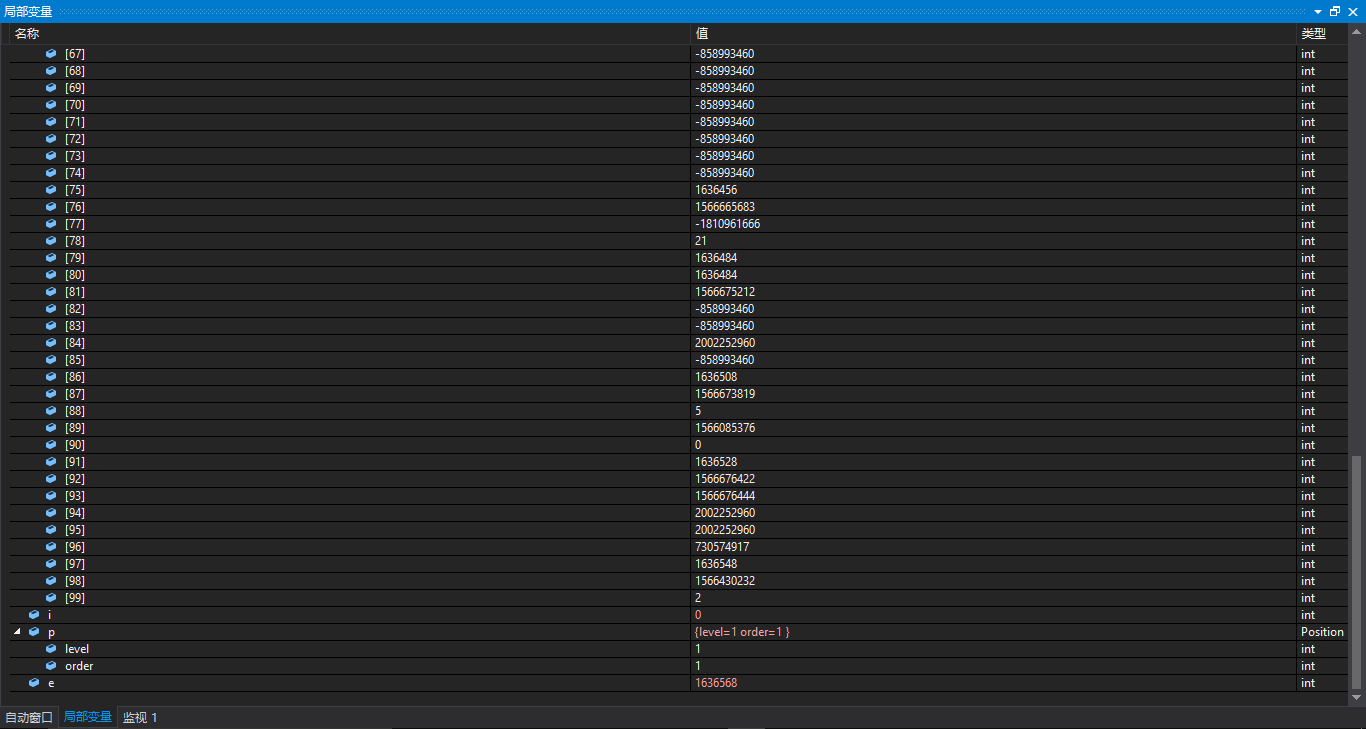 局部变量
名称 值 类型
[67] -858993460 int
[68] -858993460 int
[69] -858993460 int
[70] -858993460 int
[71] -858993460 int
[72] -858993460 int
[73] -858993460 int
[74] -858993460 int
[75] 1636456 int
[76] 1566665683 int
[77] -1810961666 int
[78] 21 int
[79] 1636484 int
[80] 1636484 int
[81] 1566675212 int
[82] -858993460 int
[83] -858993460 int
[84] 2002252960 int
[85] -858993460 int
[86] 1636508 int
[87] 1566673819 int
[88] 5 int
[89] 1566085376 int
[90] 0 int
[91] 1636528 int
[92] 1566676422 int
[93] 1566676444 int
[94] 2002252960 int
[95] 2002252960 int
[96] 730574917 int
[97] 1636548 int
[98] 1566430232 int
[99] 2 int
i 0 int
p {level=1 order=1 } Position
level 1 int
order 1 int
e 1636568 int
自动窗口 局部变量 监视 1